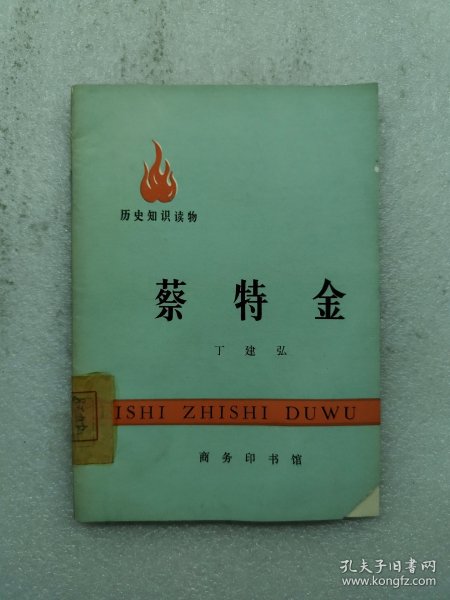 历史知识读物
蔡特金
丁建弘
ISHI ZHISHI DUWU
商务印书馆
孔夫子旧书网
www.kongfz.com